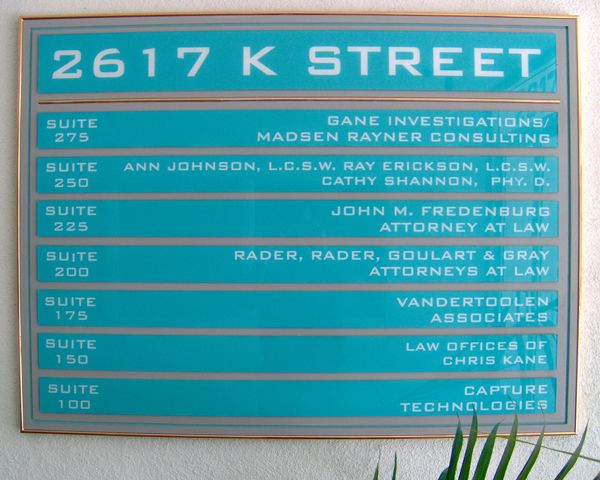 2617 K STREET
SUITE 275
GANE INVESTIGATIONS/
MADSEN RAYNER CONSULTING
SUITE 250
ANN JOHNSON, L.C.S.W. RAY ERICKSON, L.C.S.W.
CATHY SHANNON, PHY. D.
SUITE 225
JOHN M. FREDENBURG
ATTORNEY AT LAW
SUITE 200
RADER, RADER, GOULART & GRAY
ATTORNEYS AT LAW
SUITE 175
VANDERTOOLEN
ASSOCIATES
SUITE 150
LAW OFFICES OF
CHRIS KANE
SUITE 100
CAPTURE
TECHNOLOGIES